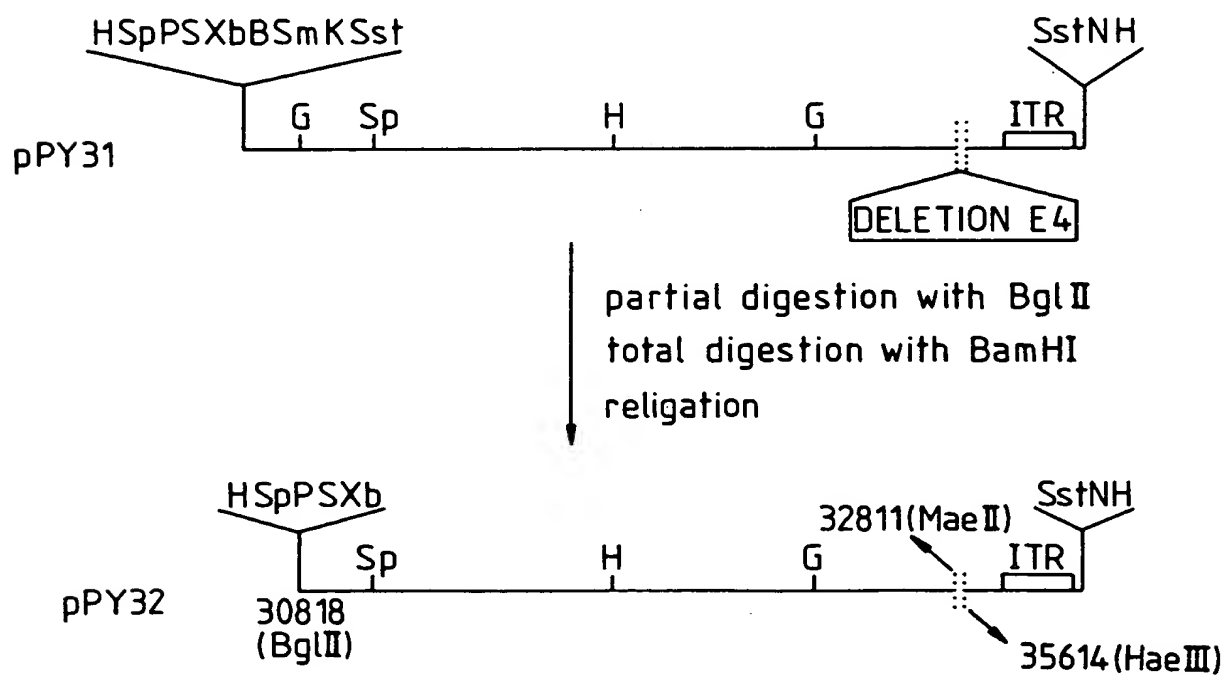 HSpPSXbBSmKSst
SstNH
G Sp H G ITR
pPY31
DELETION E4
partial digestion with BglII
total digestion with BamHI
religation
HSpPSXb
SstNH
32811(MaeII)
Sp H G ITR
pPY32
30818
(BglII)
35614(HaeIII)